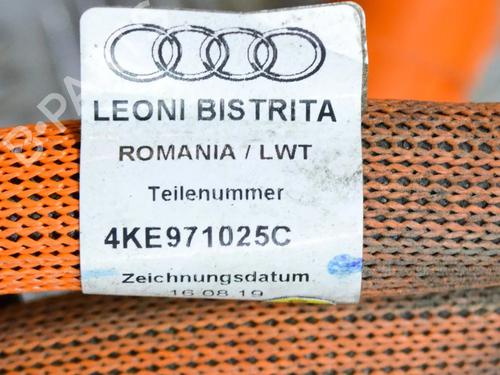 LEONI BISTRITA
ROMANIA / LWT
Teilenummer
4KE971025C
Zeichnungsdatum
16.08.19